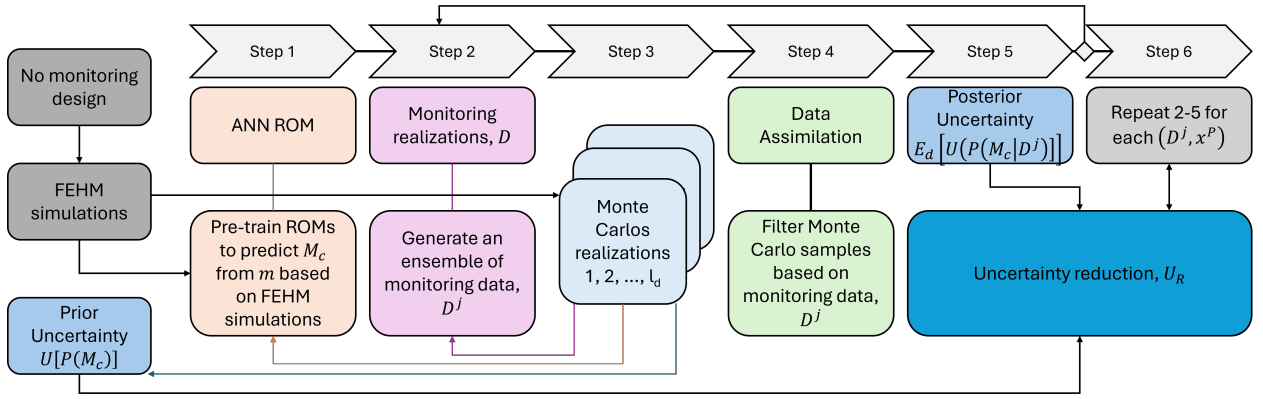 Step 1
Step 2
Step 3
Step 4
Step 5
Step 6
No monitoring
design
FEHM
simulations
Prior
Uncertainty
U[P(M_c)]
ANN ROM
Pre-train ROMs
to predict M_c
from m based
on FEHM
simulations
Monitoring
realizations, D
Generate an
ensemble of
monitoring data,
D^j
Monte
Carlos
realizations
1, 2, ..., l_d
Data
Assimilation
Filter Monte
Carlo samples
based on
monitoring data,
D^j
Posterior
Uncertainty
E_d [U(P(M_c|D^j)]]
Repeat 2-5 for
each (D^j, x^P)
Uncertainty reduction, U_R